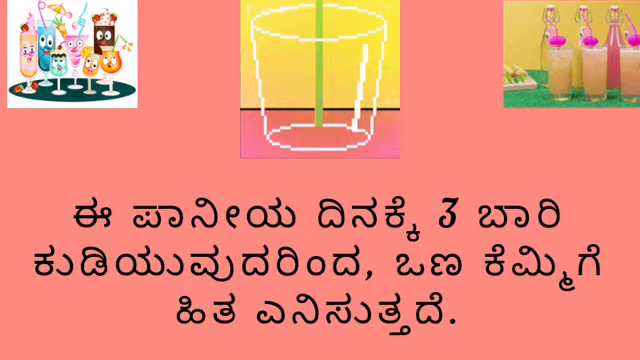 ಈ ಪಾನೀಯ ದಿನಕ್ಕೆ 3 ಬಾರಿ
ಕುಡಿಯುವುದರಿಂದ, ಒಣ ಕೆಮ್ಮಿಗೆ
ಹಿತ ಎನಿಸುತ್ತದೆ.